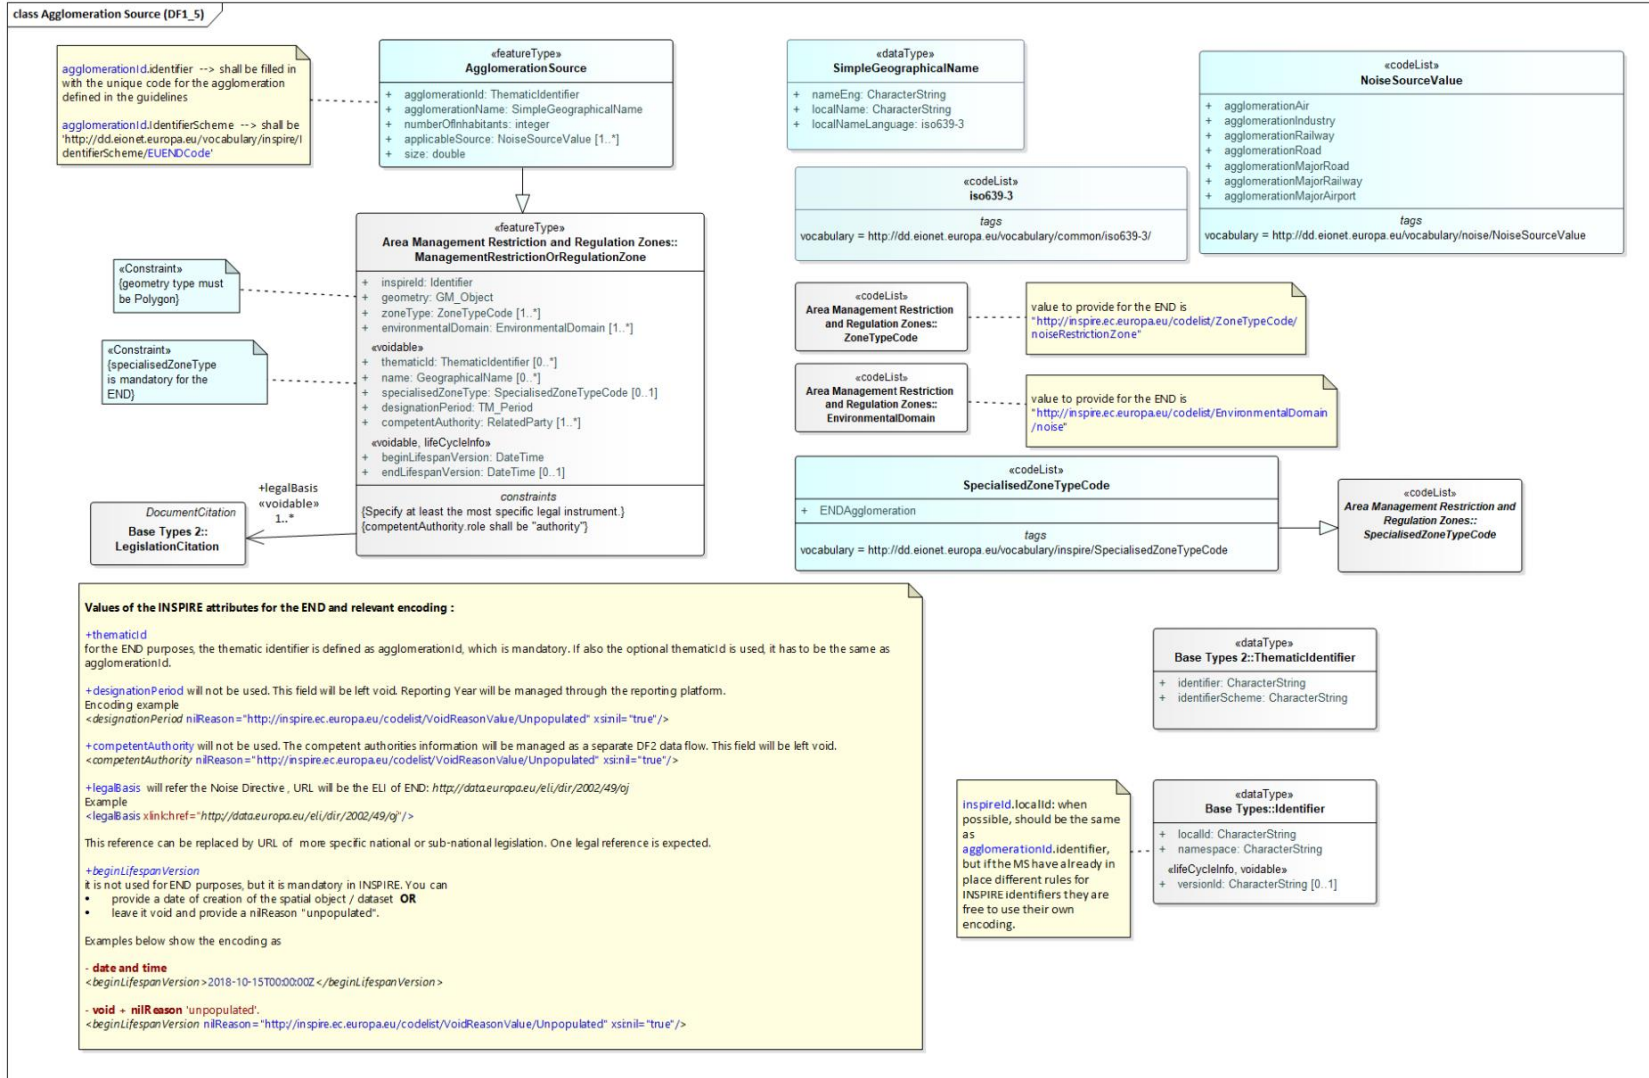 class Agglomeration Source (DF1_5)
agglomerationId.identifier --> shall be filled in
with the unique code for the agglomeration
defined in the guidelines
agglomerationId.IdentifierScheme --> shall be
'http://dd.eionet.europa.eu/vocabulary/inspire/I
dentifierScheme/EUENDCode'
«featureType»
AgglomerationSource
+ agglomerationId: ThematicIdentifier
+ agglomerationName: SimpleGeographicalName
+ numberOfInhabitants: integer
+ applicableSource: NoiseSourceValue [1..*]
+ size: double
«dataType»
SimpleGeographicalName
+ nameEng: CharacterString
+ localName: CharacterString
+ localNameLanguage: iso639-3
«codeList»
NoiseSourceValue
+ agglomerationAir
+ agglomerationIndustry
+ agglomerationRailway
+ agglomerationRoad
+ agglomerationMajorRoad
+ agglomerationMajorRailway
+ agglomerationMajorAirport
tags
vocabulary = http://dd.eionet.europa.eu/vocabulary/noise/NoiseSourceValue
«codeList»
iso639-3
tags
vocabulary = http://dd.eionet.europa.eu/vocabulary/common/iso639-3/
«featureType»
Area Management Restriction and Regulation Zones::
ManagementRestrictionOrRegulationZone
+ inspireId: Identifier
+ geometry: GM_Object
+ zoneType: ZoneTypeCode [1..*]
+ environmentalDomain: EnvironmentalDomain [1..*]
«voidable»
+ thematicId: ThematicIdentifier [0..*]
+ name: GeographicalName [0..*]
+ specialisedZoneType: SpecialisedZoneTypeCode [0..1]
+ designationPeriod: TM_Period
+ competentAuthority: RelatedParty [1..*]
«voidable, lifeCycleInfo»
+ beginLifespanVersion: DateTime
+ endLifespanVersion: DateTime [0..1]
constraints
{Specify at least the most specific legal instrument.}
{competentAuthority.role shall be "authority"}
«Constraint»
{geometry type must
be Polygon}
«Constraint»
{specialisedZoneType
is mandatory for the
END}
+legalBasis
«voidable»
1..*
DocumentCitation
Base Types 2::
LegislationCitation
«codeList»
Area Management Restriction
and Regulation Zones::
ZoneTypeCode
value to provide for the END is
"http://inspire.ec.europa.eu/codelist/ZoneTypeCode/
noiseRestrictionZone"
«codeList»
Area Management Restriction
and Regulation Zones::
EnvironmentalDomain
value to provide for the END is
"http://inspire.ec.europa.eu/codelist/EnvironmentalDomain
/noise"
«codeList»
SpecialisedZoneTypeCode
+ ENDAgglomeration
tags
vocabulary = http://dd.eionet.europa.eu/vocabulary/inspire/SpecialisedZoneTypeCode
«codeList»
Area Management Restriction and
Regulation Zones::
SpecialisedZoneTypeCode
Values of the INSPIRE attributes for the END and relevant encoding :
+thematicId
for the END purposes, the thematic identifier is defined as agglomerationId, which is mandatory. If also the optional thematicId is used, it has to be the same as
agglomerationId.
+designationPeriod will not be used. This field will be left void. Reporting Year will be managed through the reporting platform.
Encoding example
<designationPeriod nilReason="http://inspire.ec.europa.eu/codelist/VoidReasonValue/Unpopulated" xsi:nil="true"/>
+competentAuthority will not be used. The competent authorities information will be managed as a separate DF2 data flow. This field will be left void.
<competentAuthority nilReason="http://inspire.ec.europa.eu/codelist/VoidReasonValue/Unpopulated" xsi:nil="true"/>
+legalBasis will refer the Noise Directive , URL will be the ELI of END: http://data.europa.eu/eli/dir/2002/49/oj
Example
<legalBasis xlink:href="http://data.europa.eu/eli/dir/2002/49/oj"/>
This reference can be replaced by URL of more specific national or sub-national legislation. One legal reference is expected.
+beginLifespanVersion
it is not used for END purposes, but it is mandatory in INSPIRE. You can
• provide a date of creation of the spatial object / dataset OR
• leave it void and provide a nilReason "unpopulated".
Examples below show the encoding as
- date and time
<beginLifespanVersion>2018-10-15T00:00:00Z</beginLifespanVersion>
- void + nilReason 'unpopulated'.
<beginLifespanVersion nilReason="http://inspire.ec.europa.eu/codelist/VoidReasonValue/Unpopulated" xsi:nil="true"/>
«dataType»
Base Types 2::ThematicIdentifier
+ identifier: CharacterString
+ identifierScheme: CharacterString
inspireId.localId: when
possible, should be the same
as
agglomerationId.identifier,
but if the MS have already in
place different rules for
INSPIRE identifiers they are
free to use their own
encoding.
«dataType»
Base Types::Identifier
+ localId: CharacterString
+ namespace: CharacterString
«lifeCycleInfo, voidable»
+ versionId: CharacterString [0..1]